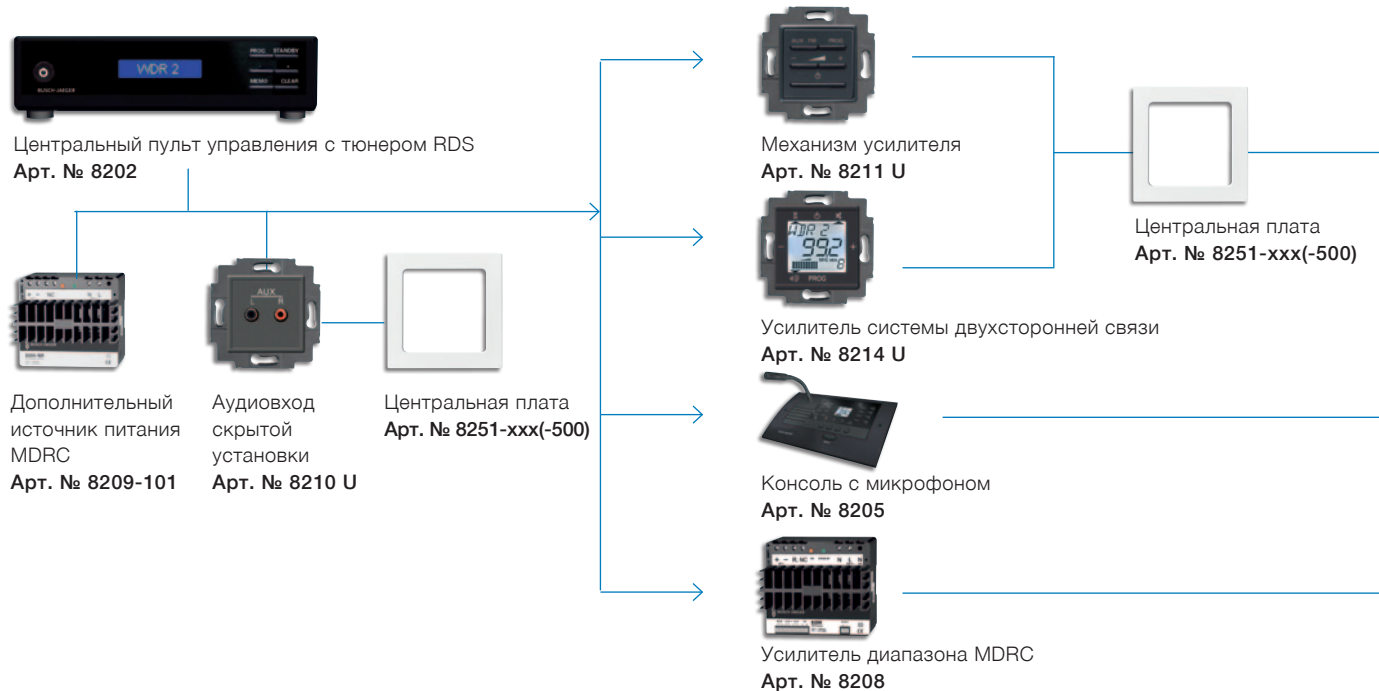 PROG STANDBY
WDR 2
MEMO CLEAR
BUSCH-JAEGER
Центральный пульт управления с тюнером RDS
Арт. № 8202
Дополнительный
источник питания
MDRC
Арт. № 8209-101
AUX
L R
Аудиовход
скрытой
установки
Арт. № 8210 U
Центральная плата
Арт. № 8251-xxx(-500)
PROG
- +
Механизм усилителя
Арт. № 8211 U
WDR 2
99,2
8
PROG
Усилитель системы двухсторонней связи
Арт. № 8214 U
Консоль с микрофоном
Арт. № 8205
Усилитель диапазона MDRC
Арт. № 8208
Центральная плата
Арт. № 8251-xxx(-500)